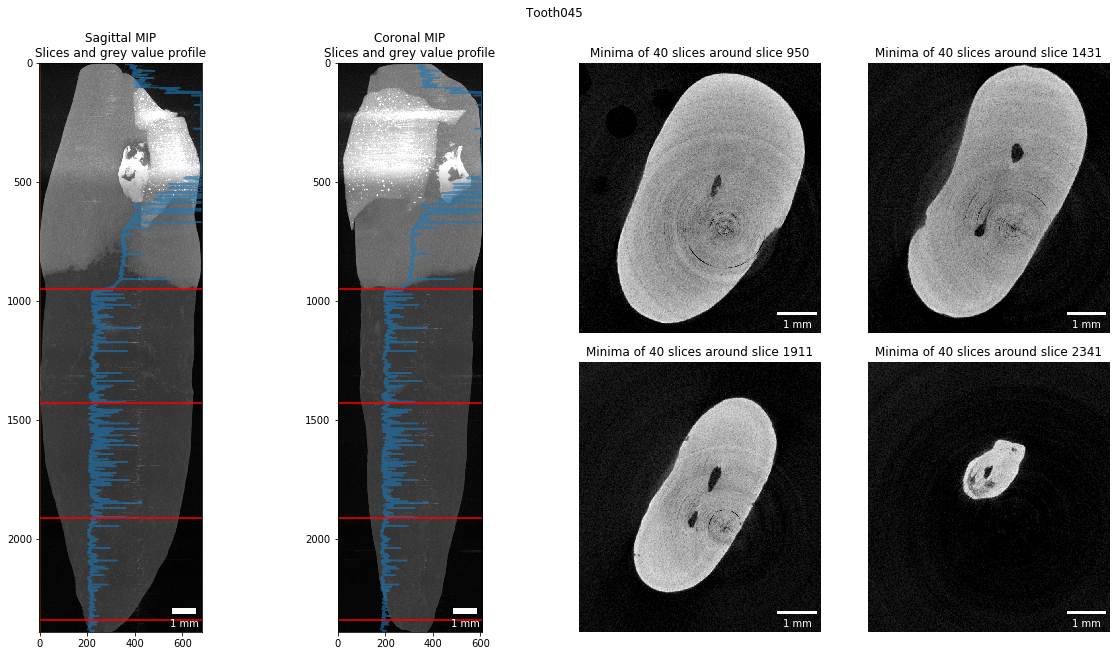 Tooth045
Sagittal MIP
Slices and grey value profile
0
500
1000
1500
2000
0 200 400 600
1 mm
Coronal MIP
Slices and grey value profile
0
500
1000
1500
2000
0 200 400 600
1 mm
Minima of 40 slices around slice 950
1 mm
Minima of 40 slices around slice 1431
1 mm
Minima of 40 slices around slice 1911
1 mm
Minima of 40 slices around slice 2341
1 mm